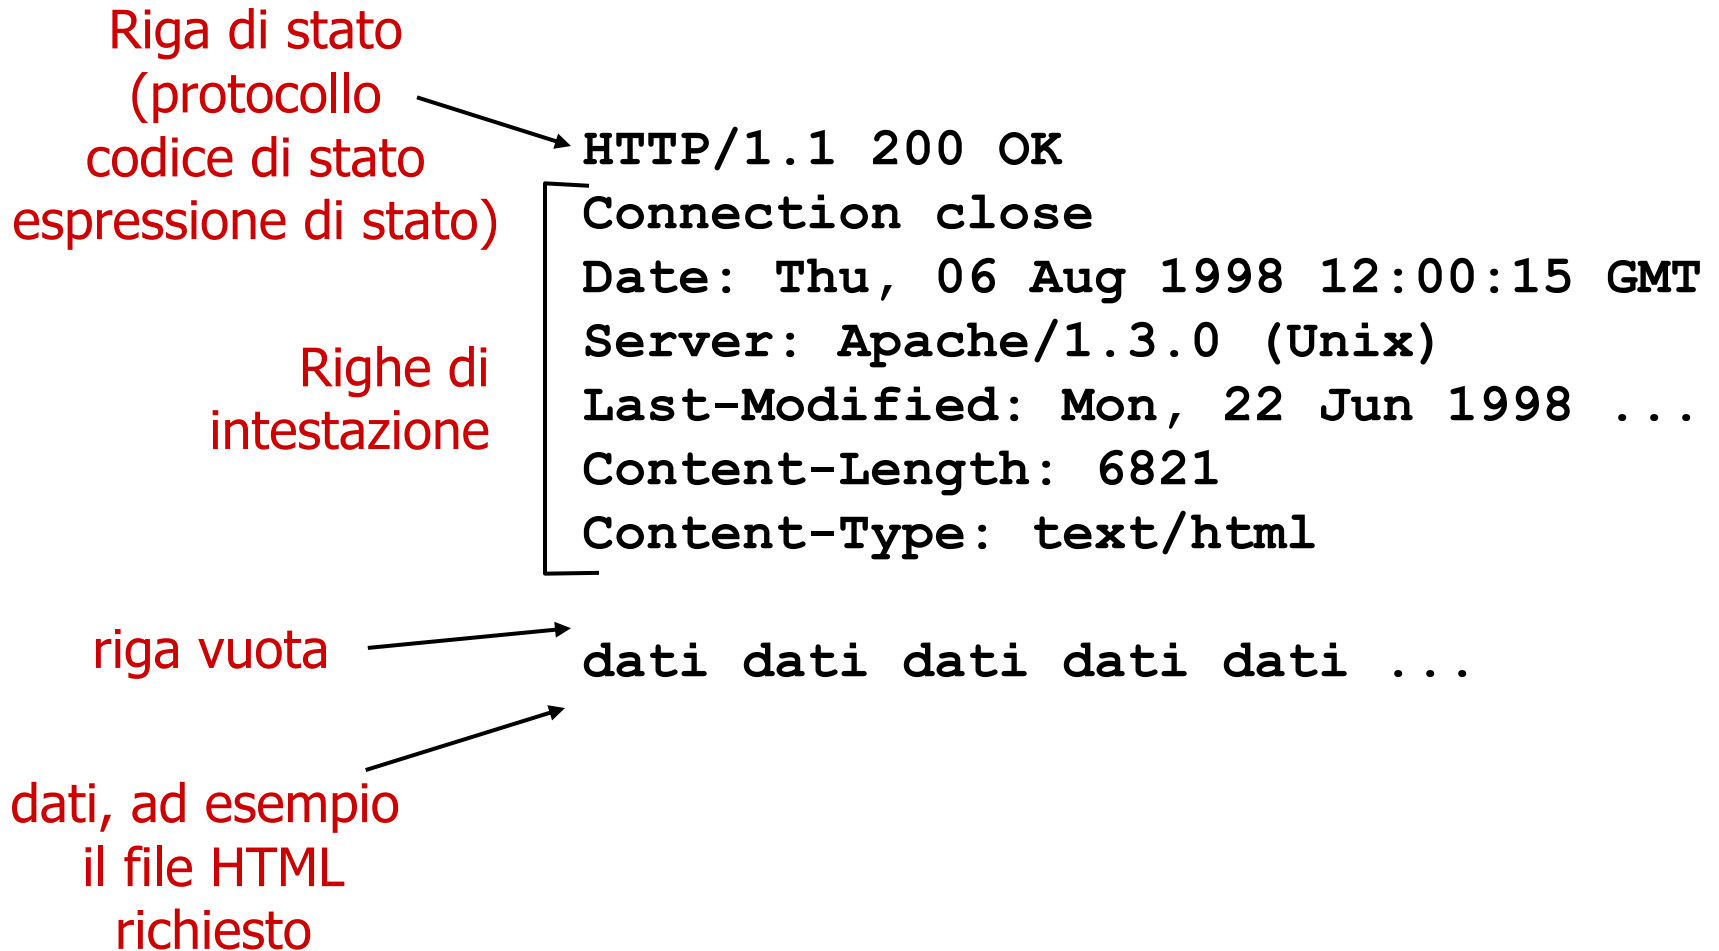 Riga di stato
(protocollo
codice di stato
espressione di stato)
HTTP/1.1 200 OK
Connection close
Date: Thu, 06 Aug 1998 12:00:15 GMT
Server: Apache/1.3.0 (Unix)
Last-Modified: Mon, 22 Jun 1998 ...
Content-Length: 6821
Content-Type: text/html
Righe di
intestazione
riga vuota
dati dati dati dati dati ...
dati, ad esempio
il file HTML
richiesto